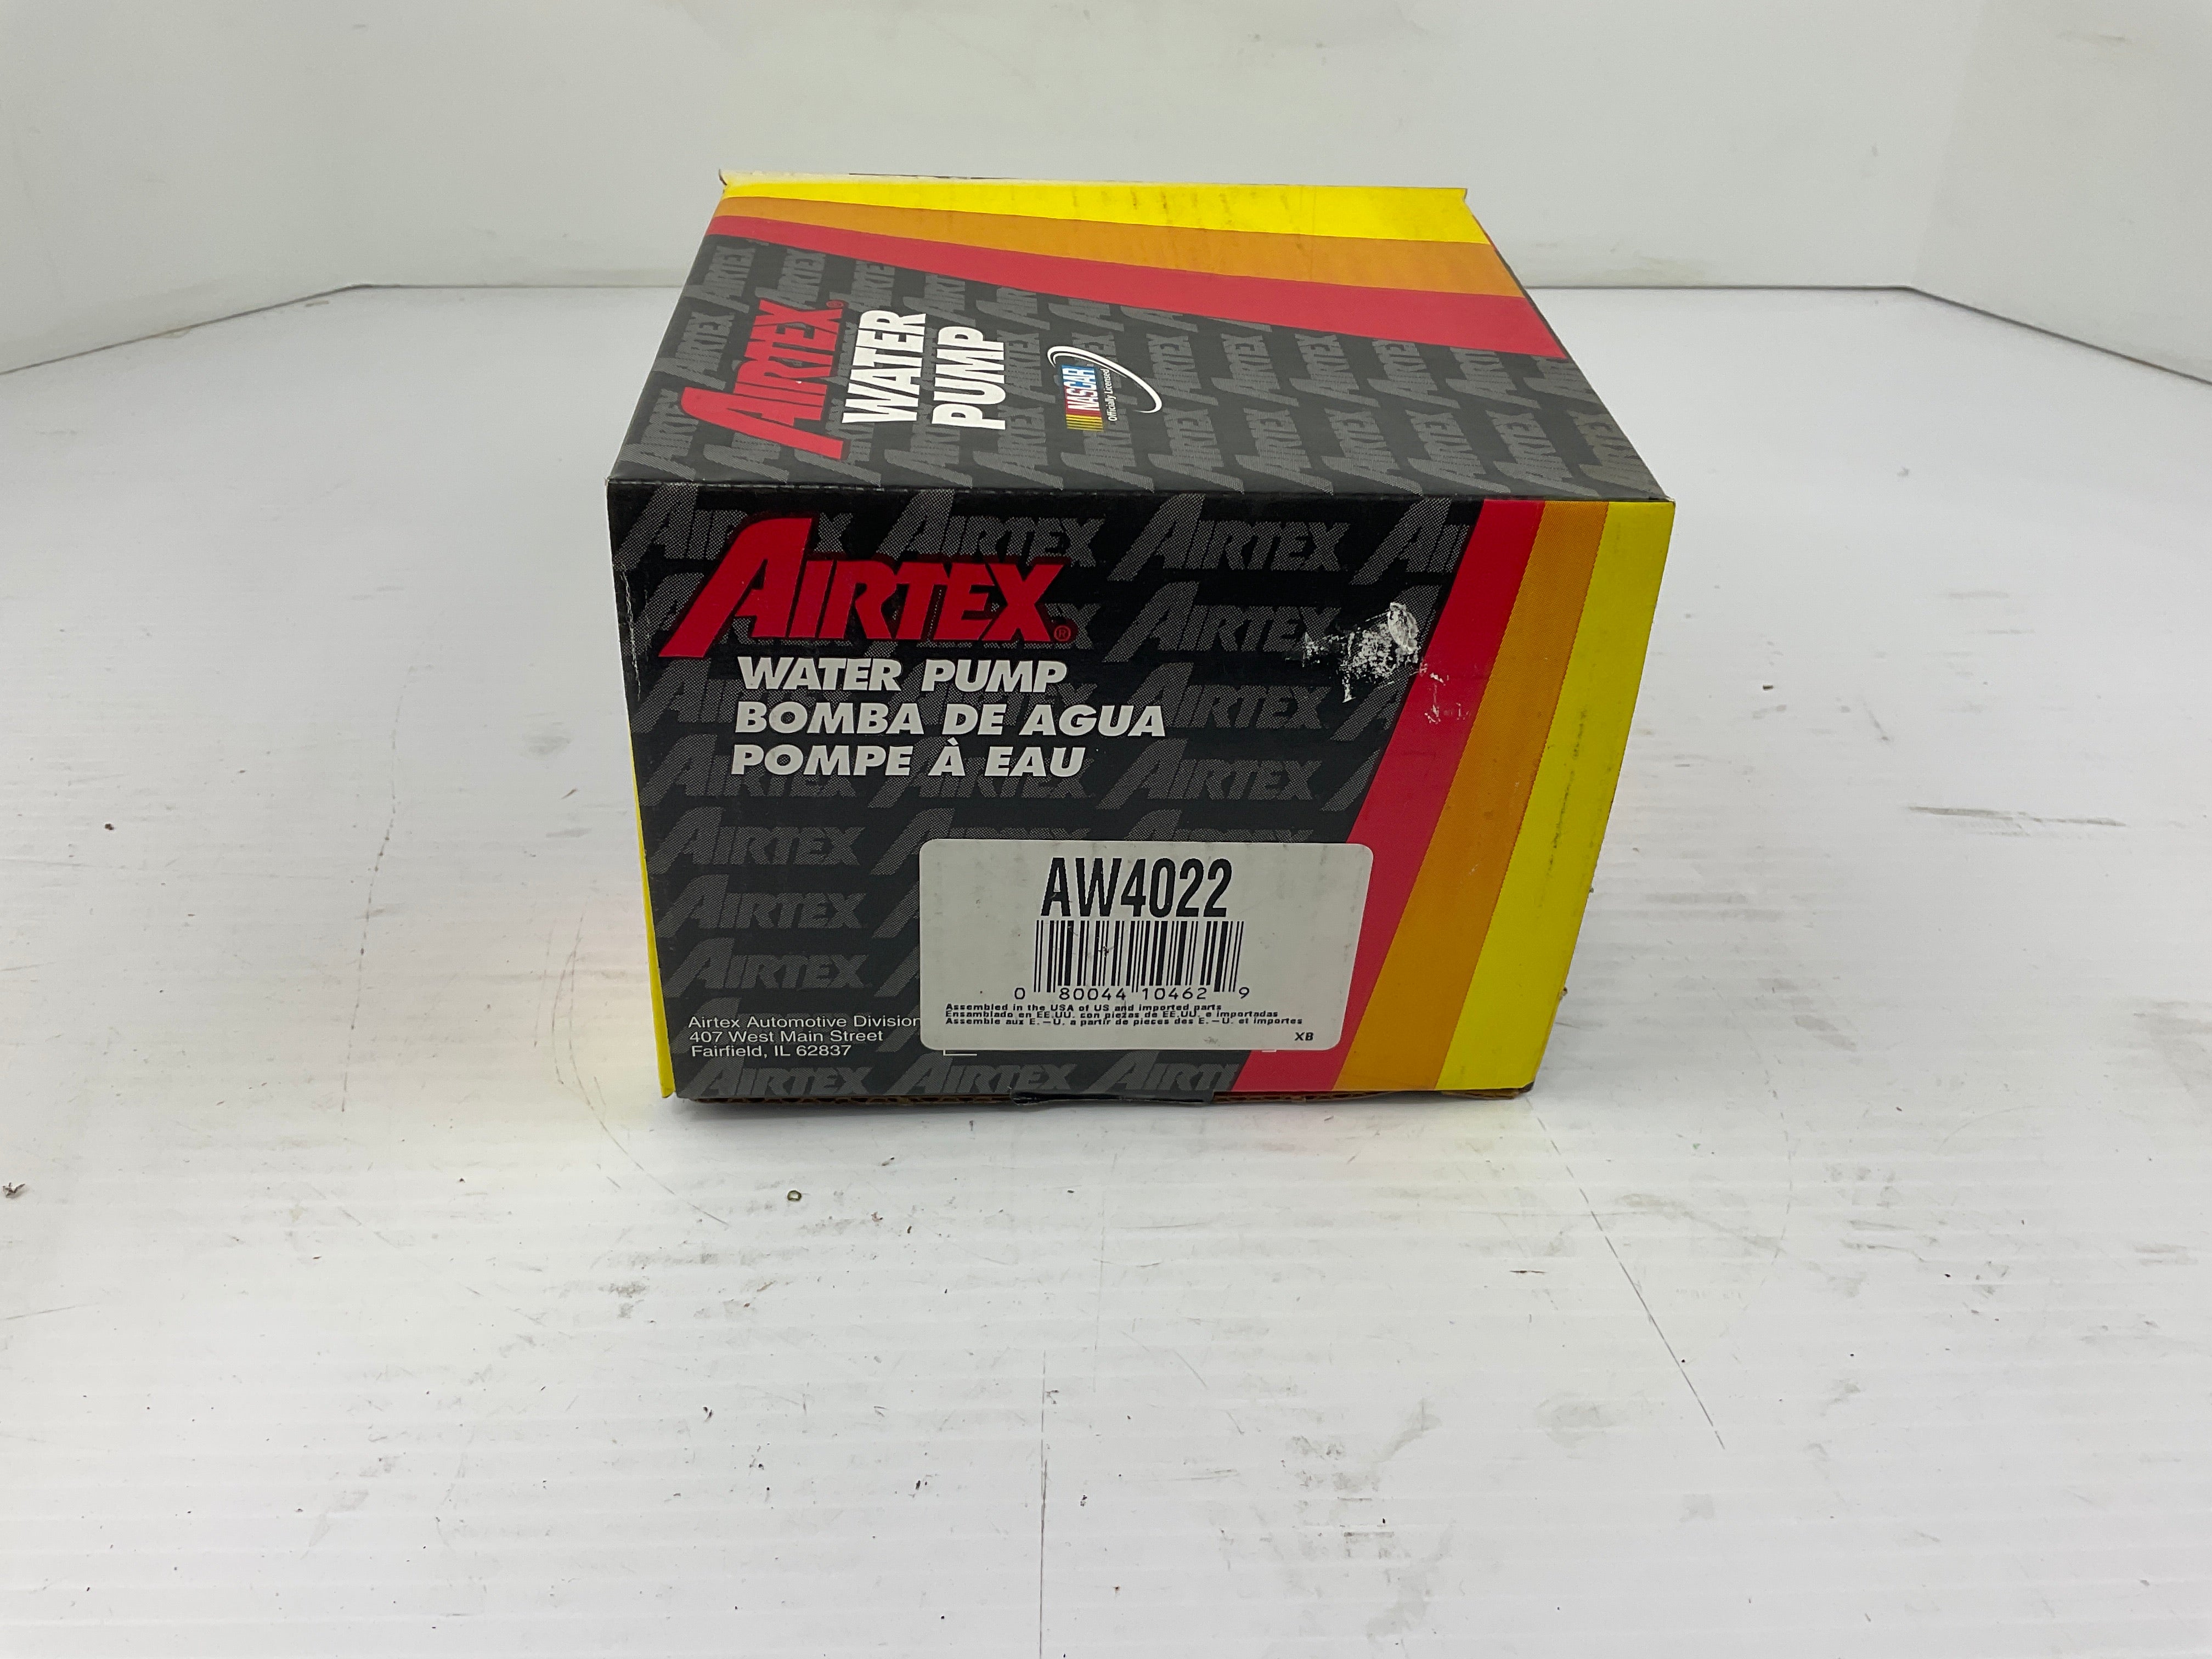 AIRTEX®
WATER
PUMP
NASCAR
Officially Licensed
AIRTEX®
WATER PUMP
BOMBA DE AGUA
POMPE À EAU
AW4022
0 80044 10462 9
Assembled in the USA of US and imported parts
Ensamblado en EE.UU. con piezas de EE.UU. e importadas
Assemble aux E.-U. a partir de pieces des E.-U. et importes
XB
Airtex Automotive Division
407 West Main Street
Fairfield, IL 62837